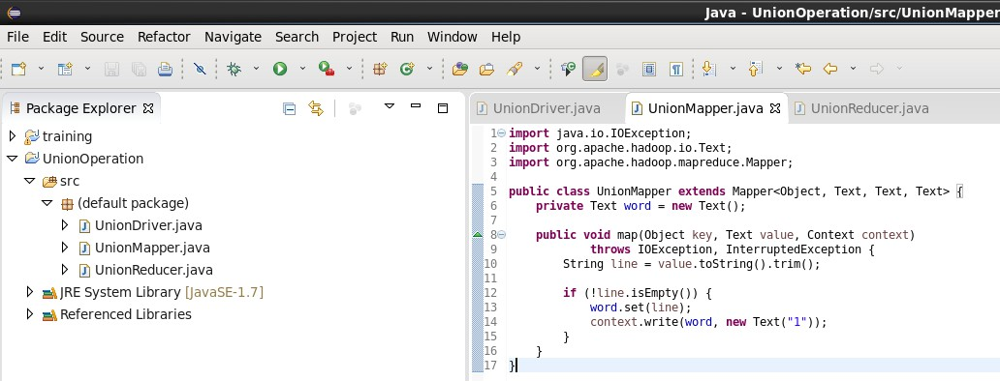 Java - UnionOperation/src/UnionMapper
File Edit Source Refactor Navigate Search Project Run Window Help
Package Explorer
training
UnionOperation
src
(default package)
UnionDriver.java
UnionMapper.java
UnionReducer.java
JRE System Library [JavaSE-1.7]
Referenced Libraries
UnionDriver.java UnionMapper.java UnionReducer.java
1 import java.io.IOException;
2 import org.apache.hadoop.io.Text;
3 import org.apache.hadoop.mapreduce.Mapper;
4
5 public class UnionMapper extends Mapper<Object, Text, Text, Text> {
6     private Text word = new Text();
7
8     public void map(Object key, Text value, Context context)
9             throws IOException, InterruptedException {
10         String line = value.toString().trim();
11
12         if (!line.isEmpty()) {
13             word.set(line);
14             context.write(word, new Text("1"));
15         }
16     }
17 }